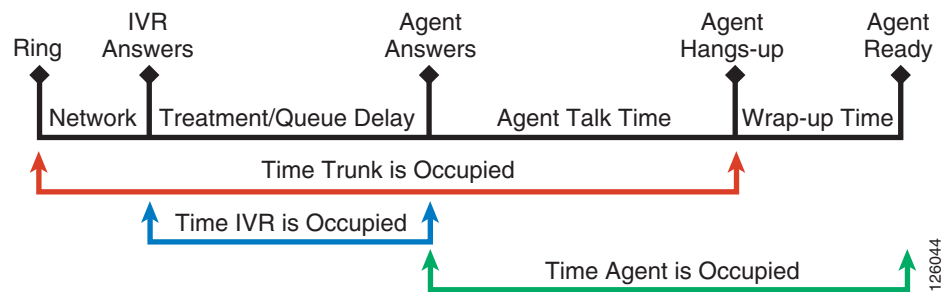 Ring
IVR
Answers
Agent
Answers
Agent
Hangs-up
Agent
Ready
Network
Treatment/Queue Delay
Agent Talk Time
Wrap-up Time
Time Trunk is Occupied
Time IVR is Occupied
Time Agent is Occupied
126044